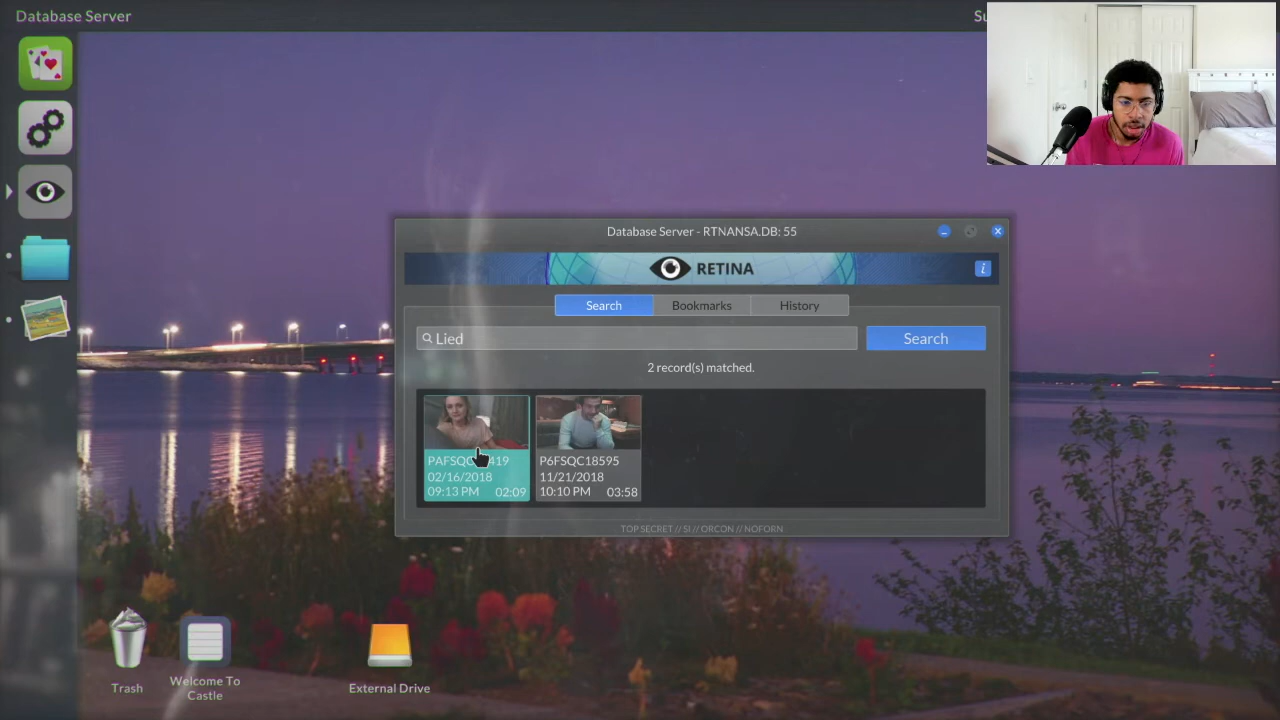 Database Server
Database Server - RTNANSA.DB: 55
RETINA
i
Search Bookmarks History
Lied Search
2 record(s) matched.
419 P6FSQC18595
02/16/2018 11/21/2018
09:13 PM 02:09 10:10 PM 03:58
TOP SECRET // SI // ORCON // NOFORN
Trash
Welcome To
Castle
External Drive